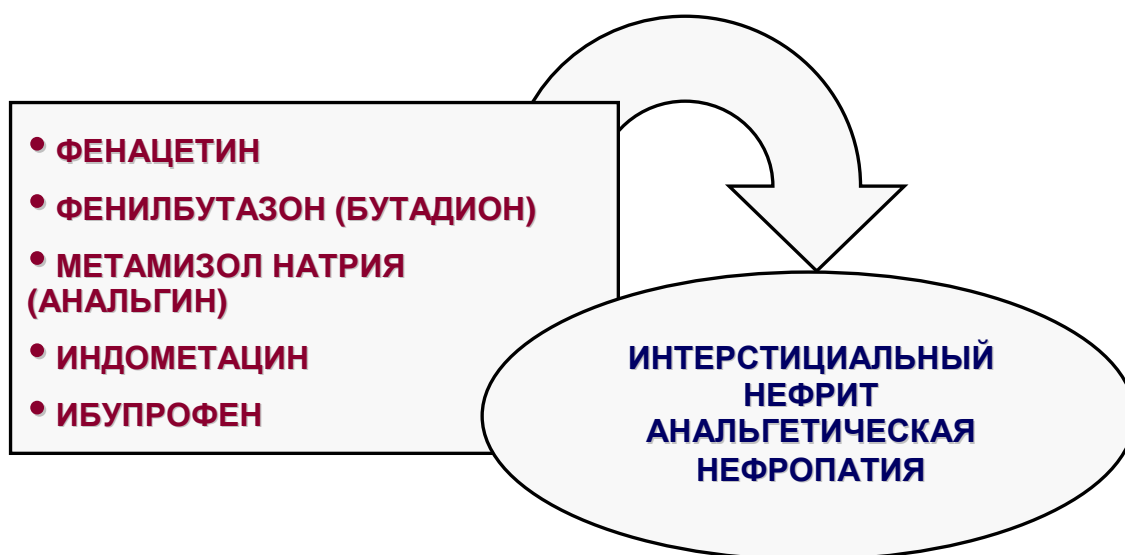 • ФЕНАЦЕТИН
• ФЕНИЛБУТАЗОН (БУТАДИОН)
• МЕТАМИЗОЛ НАТРИЯ
(АНАЛЬГИН)
• ИНДОМЕТАЦИН
• ИБУПРОФЕН
ИНТЕРСТИЦИАЛЬНЫЙ
НЕФРИТ
АНАЛЬГЕТИЧЕСКАЯ
НЕФРОПАТИЯ